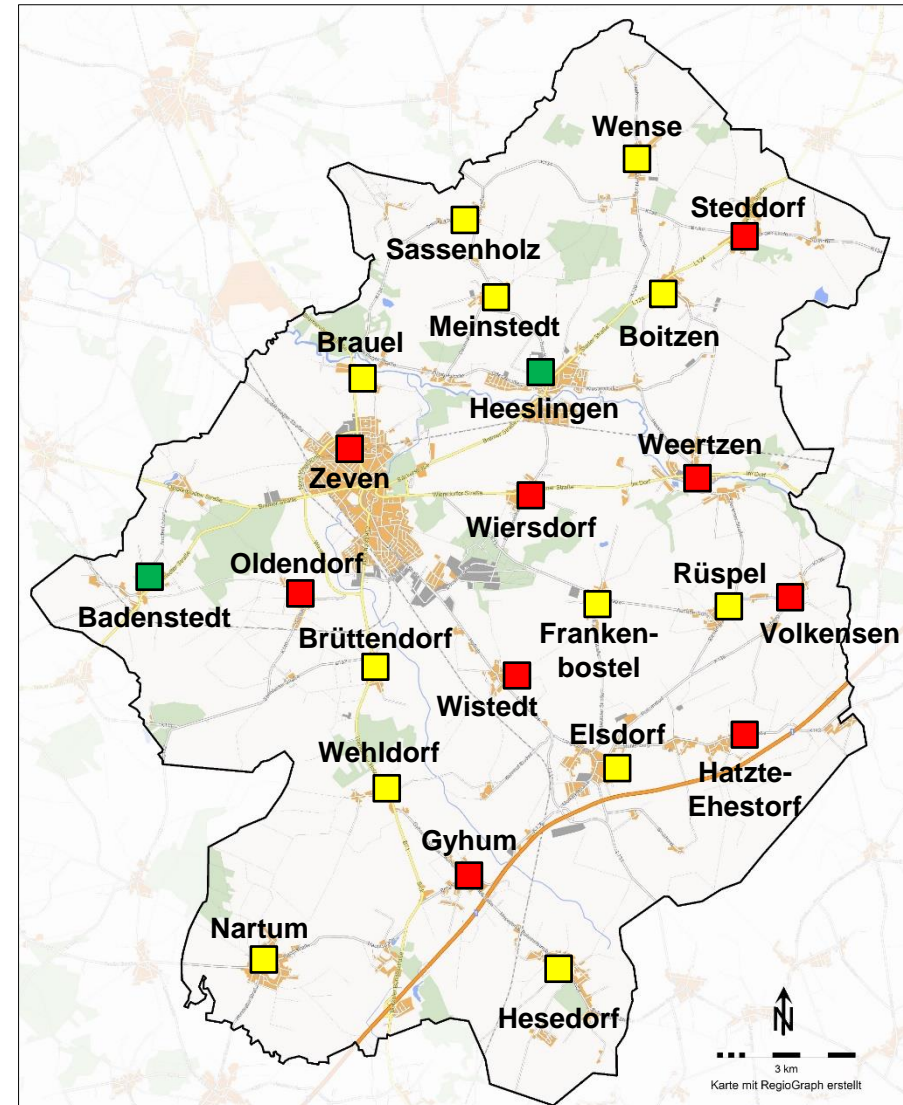 Wense
Steddorf
Sassenholz
Meinstedt
Boitzen
Brauel
Heeslingen
Zeven
Weertzen
Wiersdorf
Oldendorf
Rüspel
Badenstedt
Franken-
bostel
Volkensen
Brüttendorf
Wistedt
Elsdorf
Wehldorf
Hatzte-
Ehestorf
Gyhum
Nartum
Hesedorf
N
3 km
Karte mit RegioGraph erstellt